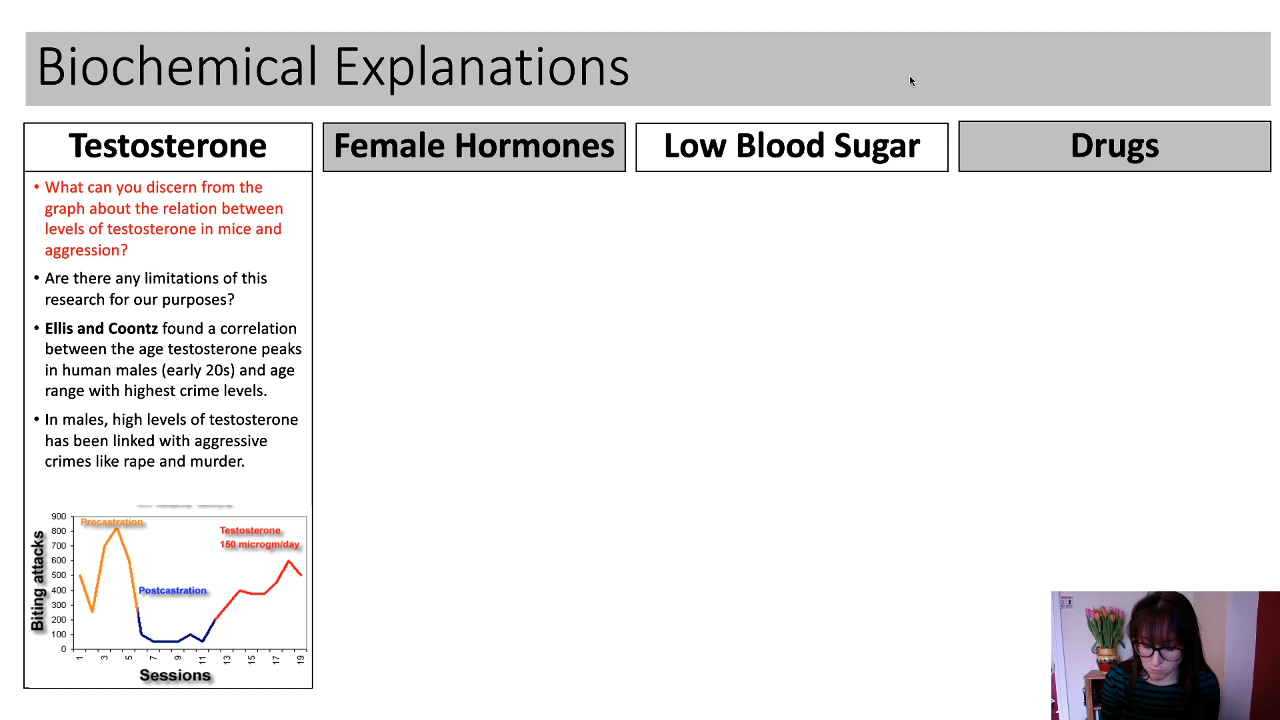 Biochemical Explanations
Testosterone
Female Hormones
Low Blood Sugar
Drugs
• What can you discern from the
graph about the relation between
levels of testosterone in mice and
aggression?
• Are there any limitations of this
research for our purposes?
• Ellis and Coontz found a correlation
between the age testosterone peaks
in human males (early 20s) and age
range with highest crime levels.
• In males, high levels of testosterone
has been linked with aggressive
crimes like rape and murder.
Biting attacks
900
800
700
600
500
400
300
200
100
0
Precastration
Postcastration
Testosterone
150 microgm/day
1 3 5 7 9 11 13 15 17 19
Sessions